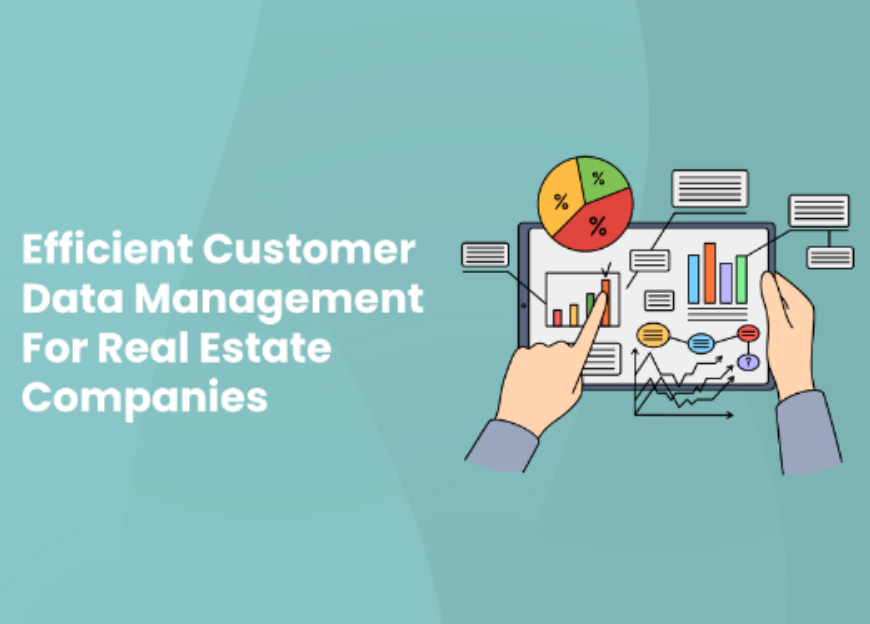 Efficient Customer
Data Management
For Real Estate
Companies
%
%
%
?